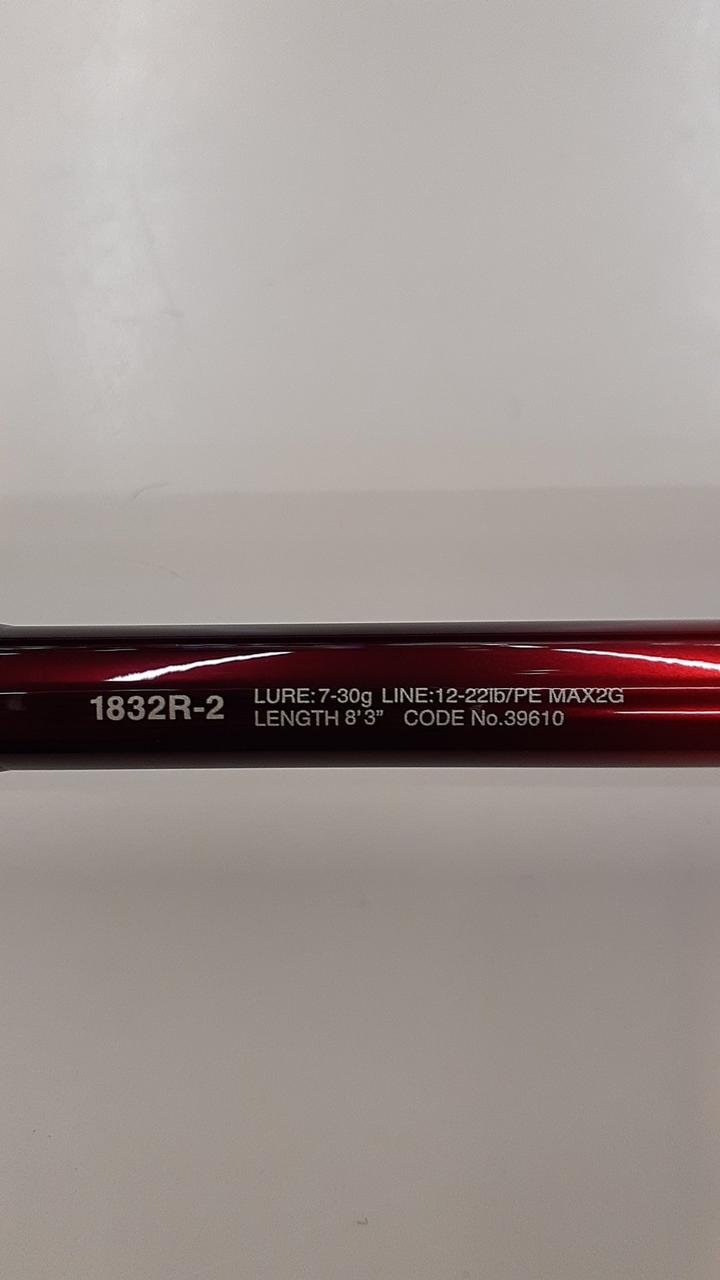 1832R-2
LURE:7-30g LINE:12-22lb/PE MAX2G
LENGTH 8'3" CODE No.39610